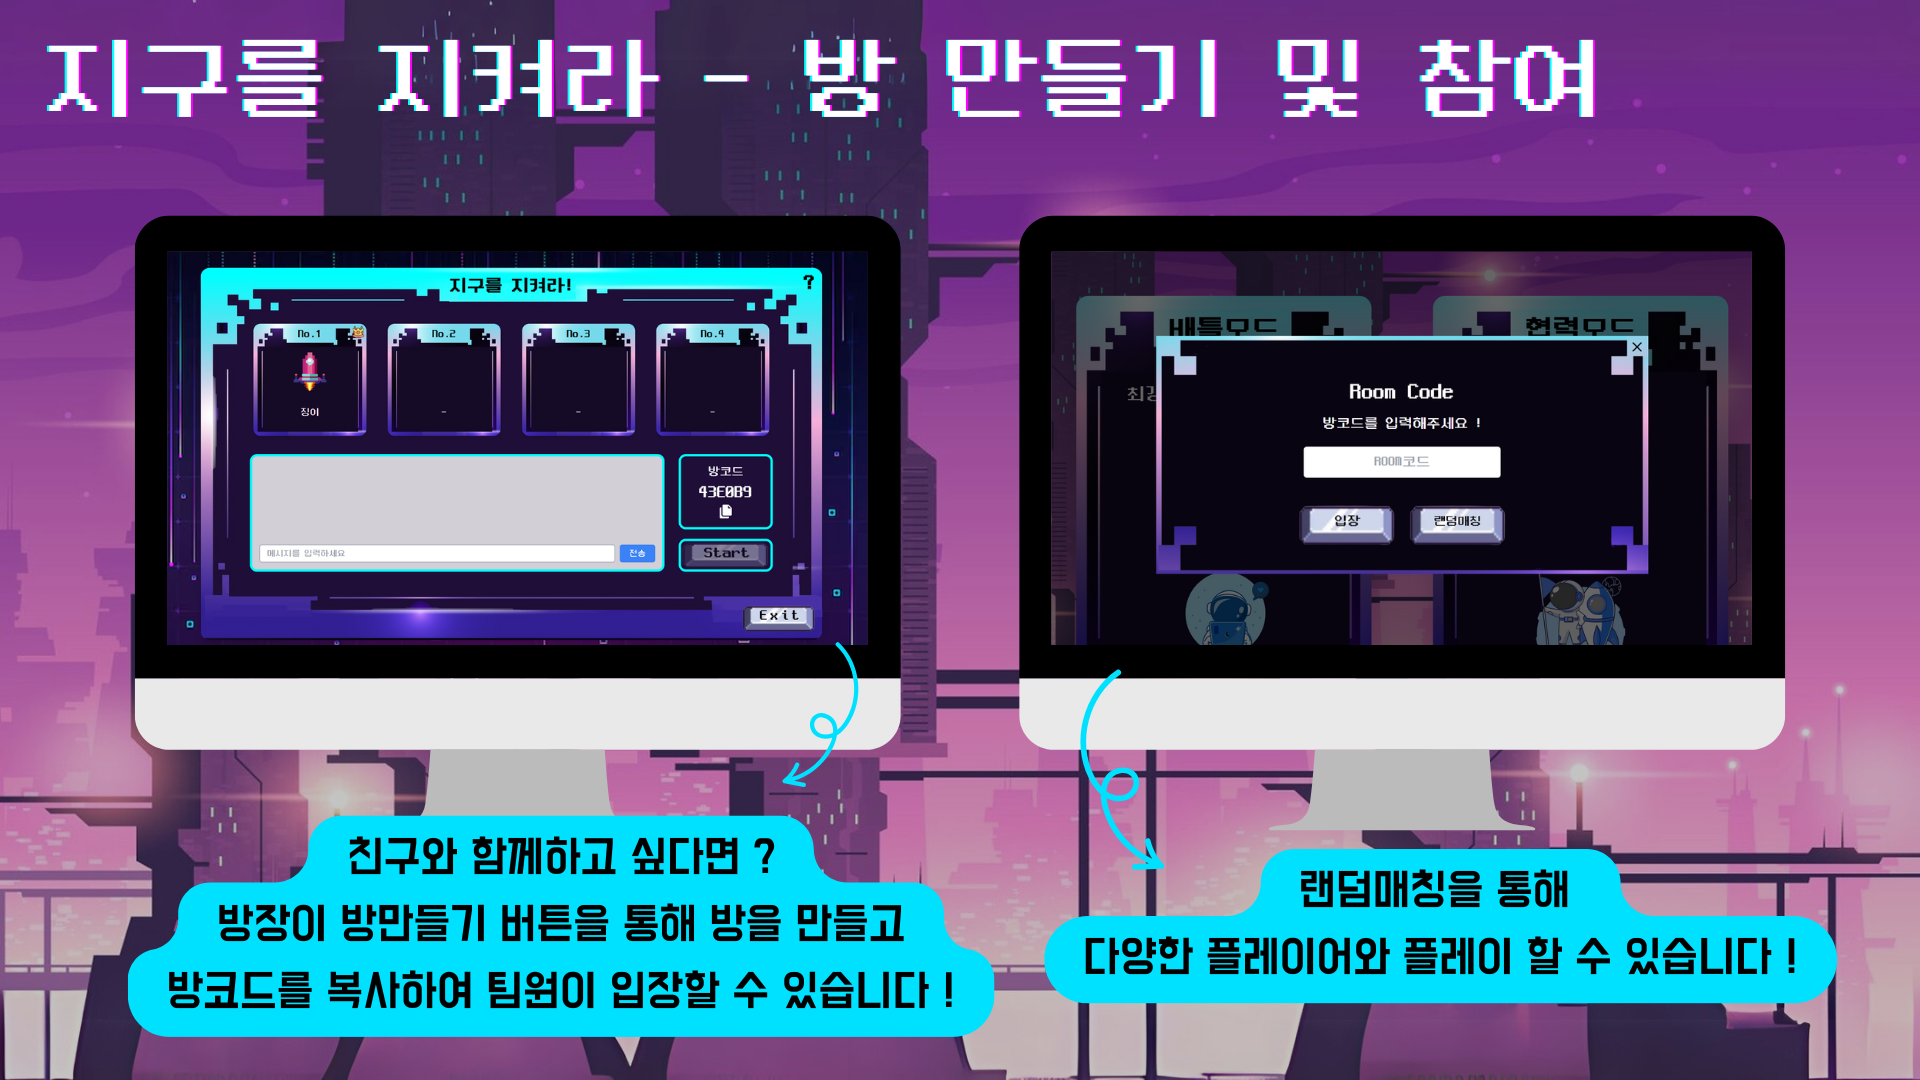 지구를 지켜라 - 방 만들기 및 참여
지구를 지켜라!
?
No.1
No.2
No.3
No.4
징어
-
-
-
방코드
43E0B9
메시지를 입력하세요
전송
Start
Exit
배틀모드
협력모드
최강
×
Room Code
방코드를 입력해주세요 !
ROOM코드
입장
랜덤매칭
친구와 함께하고 싶다면 ?
방장이 방만들기 버튼을 통해 방을 만들고
방코드를 복사하여 팀원이 입장할 수 있습니다 !
랜덤매칭을 통해
다양한 플레이어와 플레이 할 수 있습니다 !